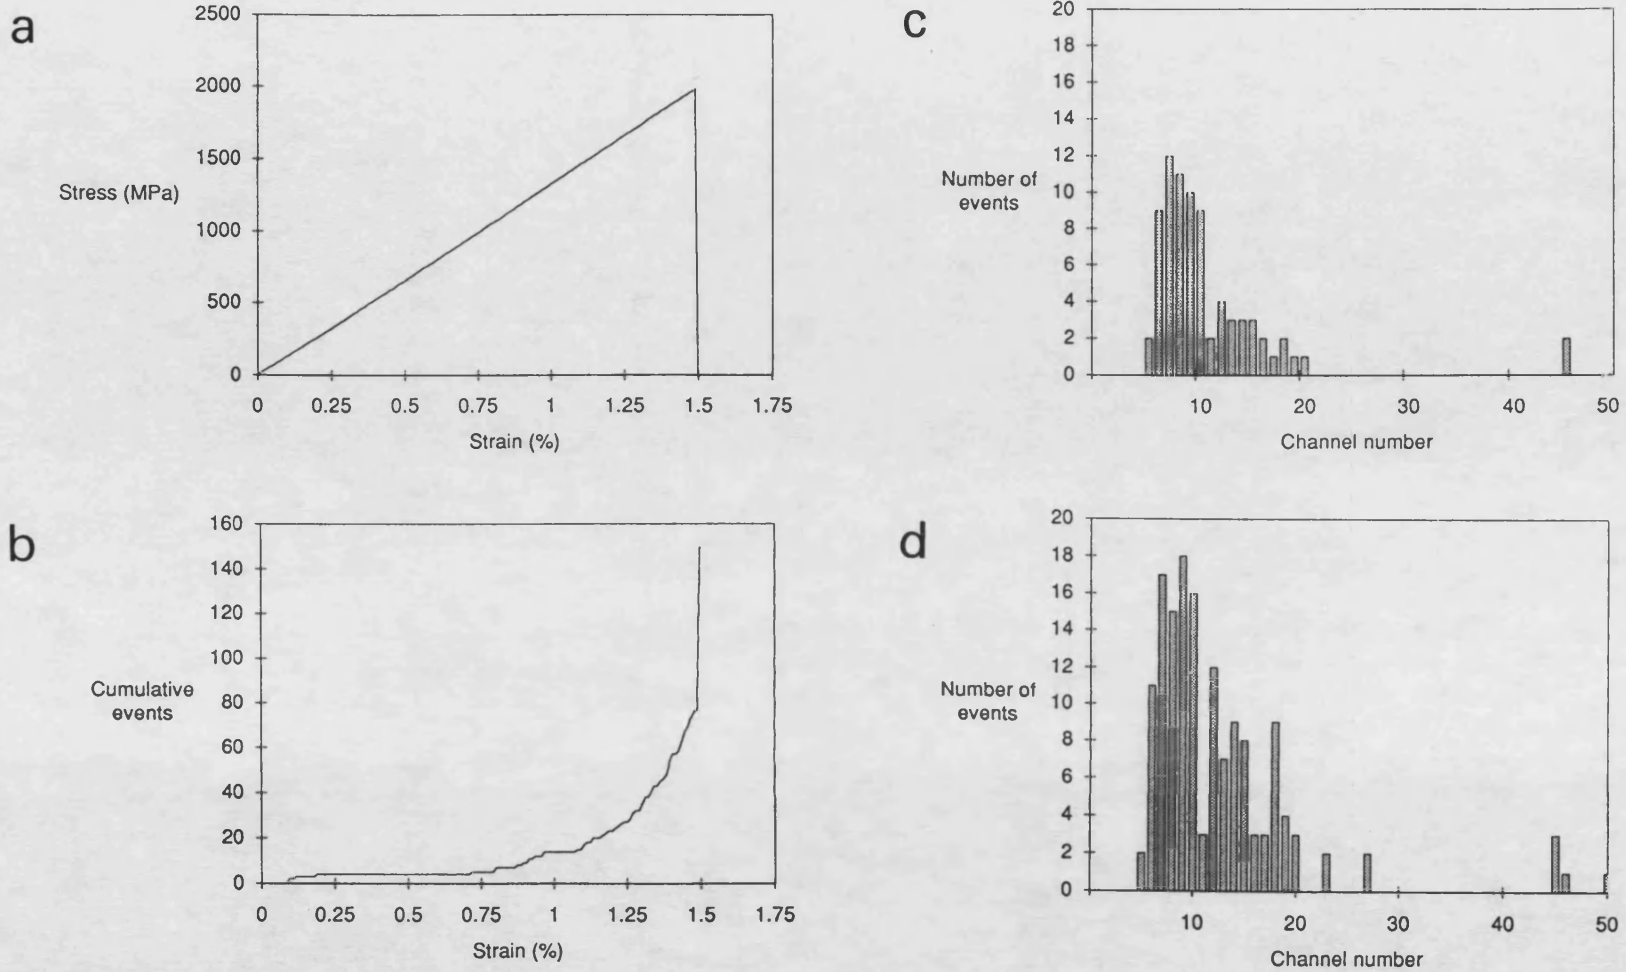 a
2500
2000
1500
1000
500
0
Stress (MPa)
0 0.25 0.5 0.75 1 1.25 1.5 1.75
Strain (%)
c
20
18
16
14
12
10
8
6
4
2
0
Number of
events
10 20 30 40 50
Channel number
b
160
140
120
100
80
60
40
20
0
Cumulative
events
0 0.25 0.5 0.75 1 1.25 1.5 1.75
Strain (%)
d
20
18
16
14
12
10
8
6
4
2
0
Number of
events
10 20 30 40 50
Channel number